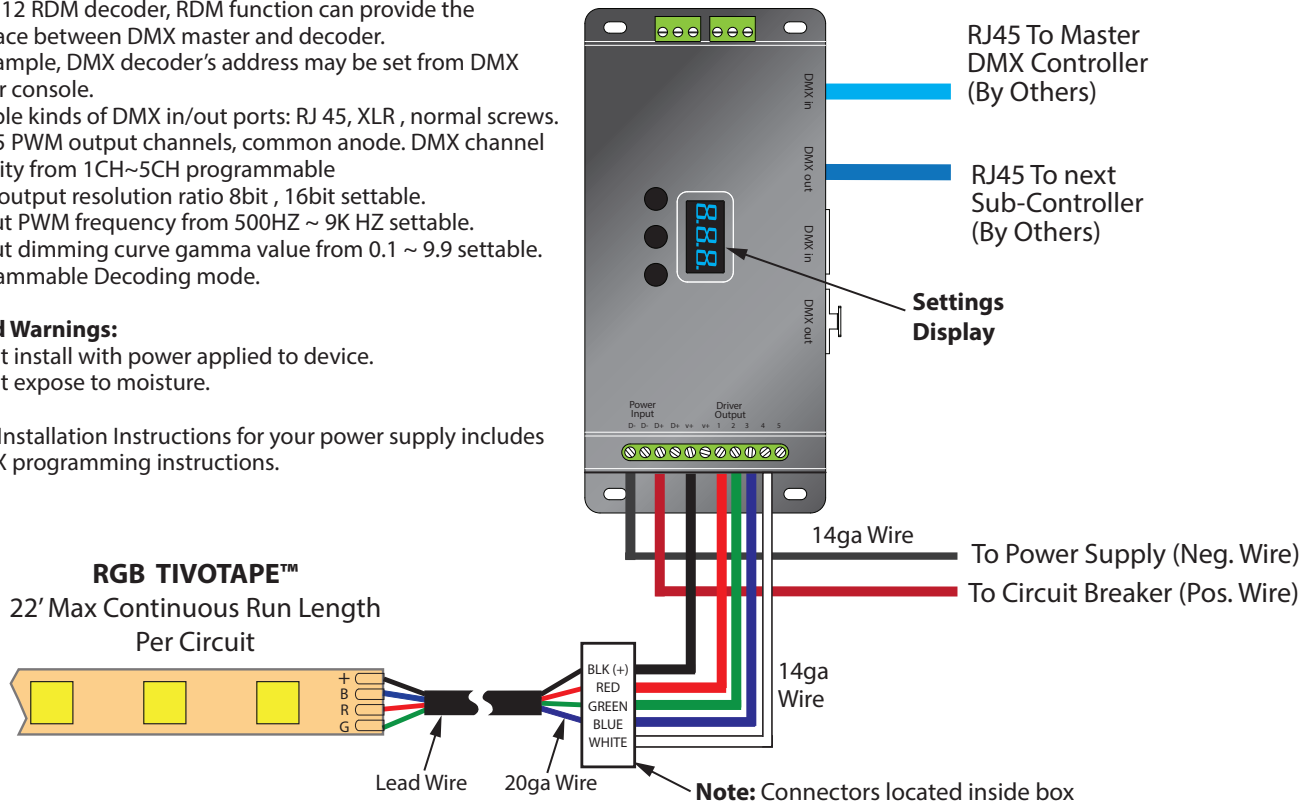 12 RDM decoder, RDM function can provide the
ace between DMX master and decoder.
ample, DMX decoder's address may be set from DMX
r console.
ple kinds of DMX in/out ports: RJ 45, XLR , normal screws.
5 PWM output channels, common anode. DMX channel
ity from 1CH~5CH programmable
output resolution ratio 8bit , 16bit settable.
ut PWM frequency from 500HZ ~ 9K HZ settable.
ut dimming curve gamma value from 0.1 ~ 9.9 settable.
ammable Decoding mode.
d Warnings:
t install with power applied to device.
t expose to moisture.
Installation Instructions for your power supply includes
X programming instructions.
DMX in
DMX out
DMX in
DMX out
8.8.8.
RJ45 To Master
DMX Controller
(By Others)
RJ45 To next
Sub-Controller
(By Others)
Settings
Display
Power
Input
Driver
Output
D- D- D+ D+ V+ V+ 1 2 3 4 5
14ga Wire
To Power Supply (Neg. Wire)
To Circuit Breaker (Pos. Wire)
RGB TIVOTAPE™
22' Max Continuous Run Length
Per Circuit
+
B
R
G
BLK (+)
RED
GREEN
BLUE
WHITE
14ga
Wire
Lead Wire
20ga Wire
Note: Connectors located inside box